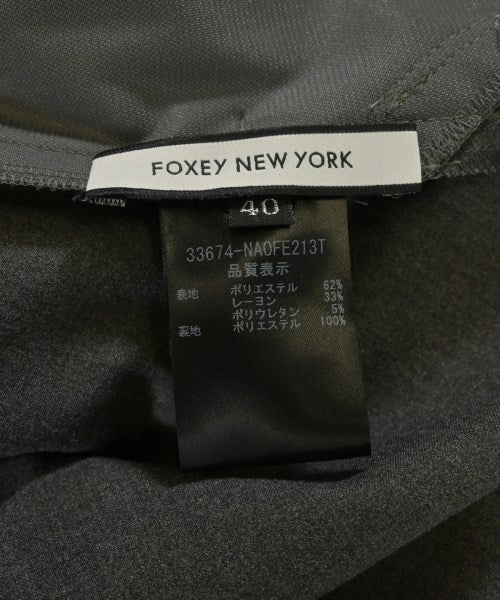 FOXEY NEW YORK
40
33674-NAOFE213T
品質表示
表地 ポリエステル 62%
レーヨン 33%
ポリウレタン 5%
裏地 ポリエステル 100%